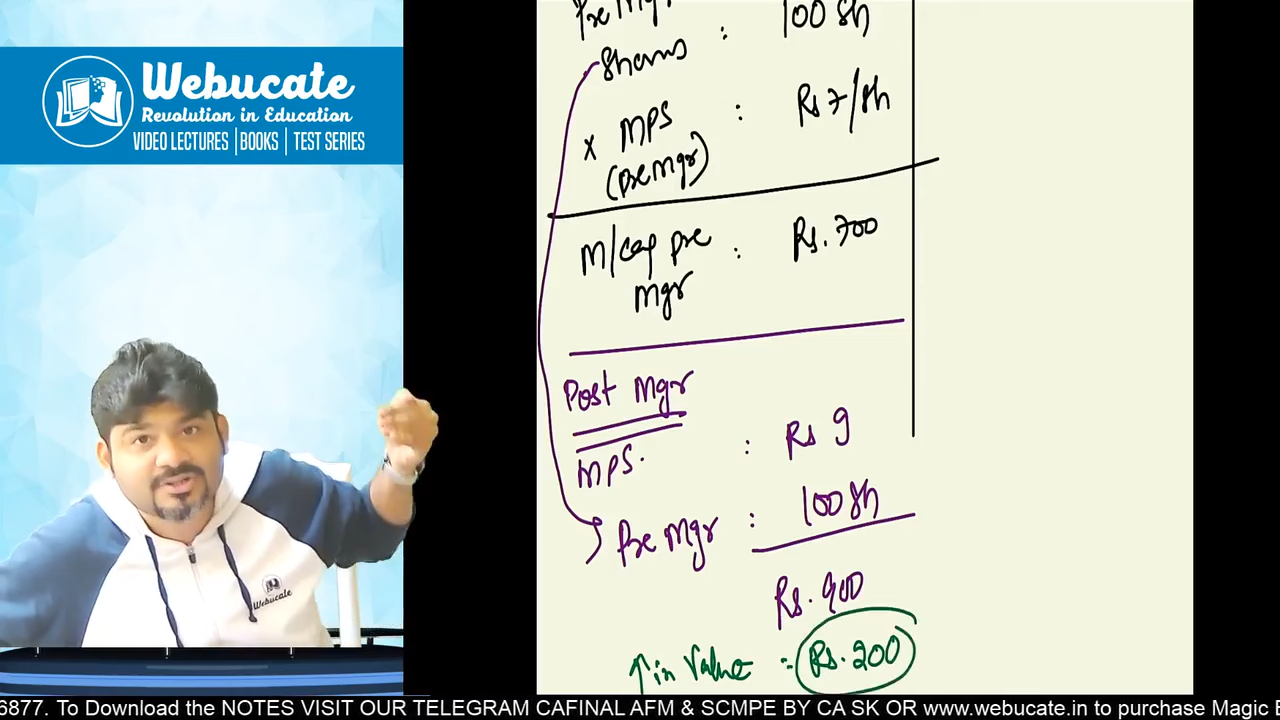 Webucate
Revolution in Education
VIDEO LECTURES | BOOKS | TEST SERIES
Pre Mgr
Shares : 100 Sh
x MPS : Rs 7/Sh
(Pre Mgr)
M/cap pre : Rs. 700
mgr
Post Mgr
MPS. : Rs 9
Pre Mgr : 100 Sh
Rs. 900
↑ in Value : Rs. 200
Webucate
6877. To Download the NOTES VISIT OUR TELEGRAM CAFINAL AFM & SCMPE BY CA SK OR www.webucate.in to purchase Magic